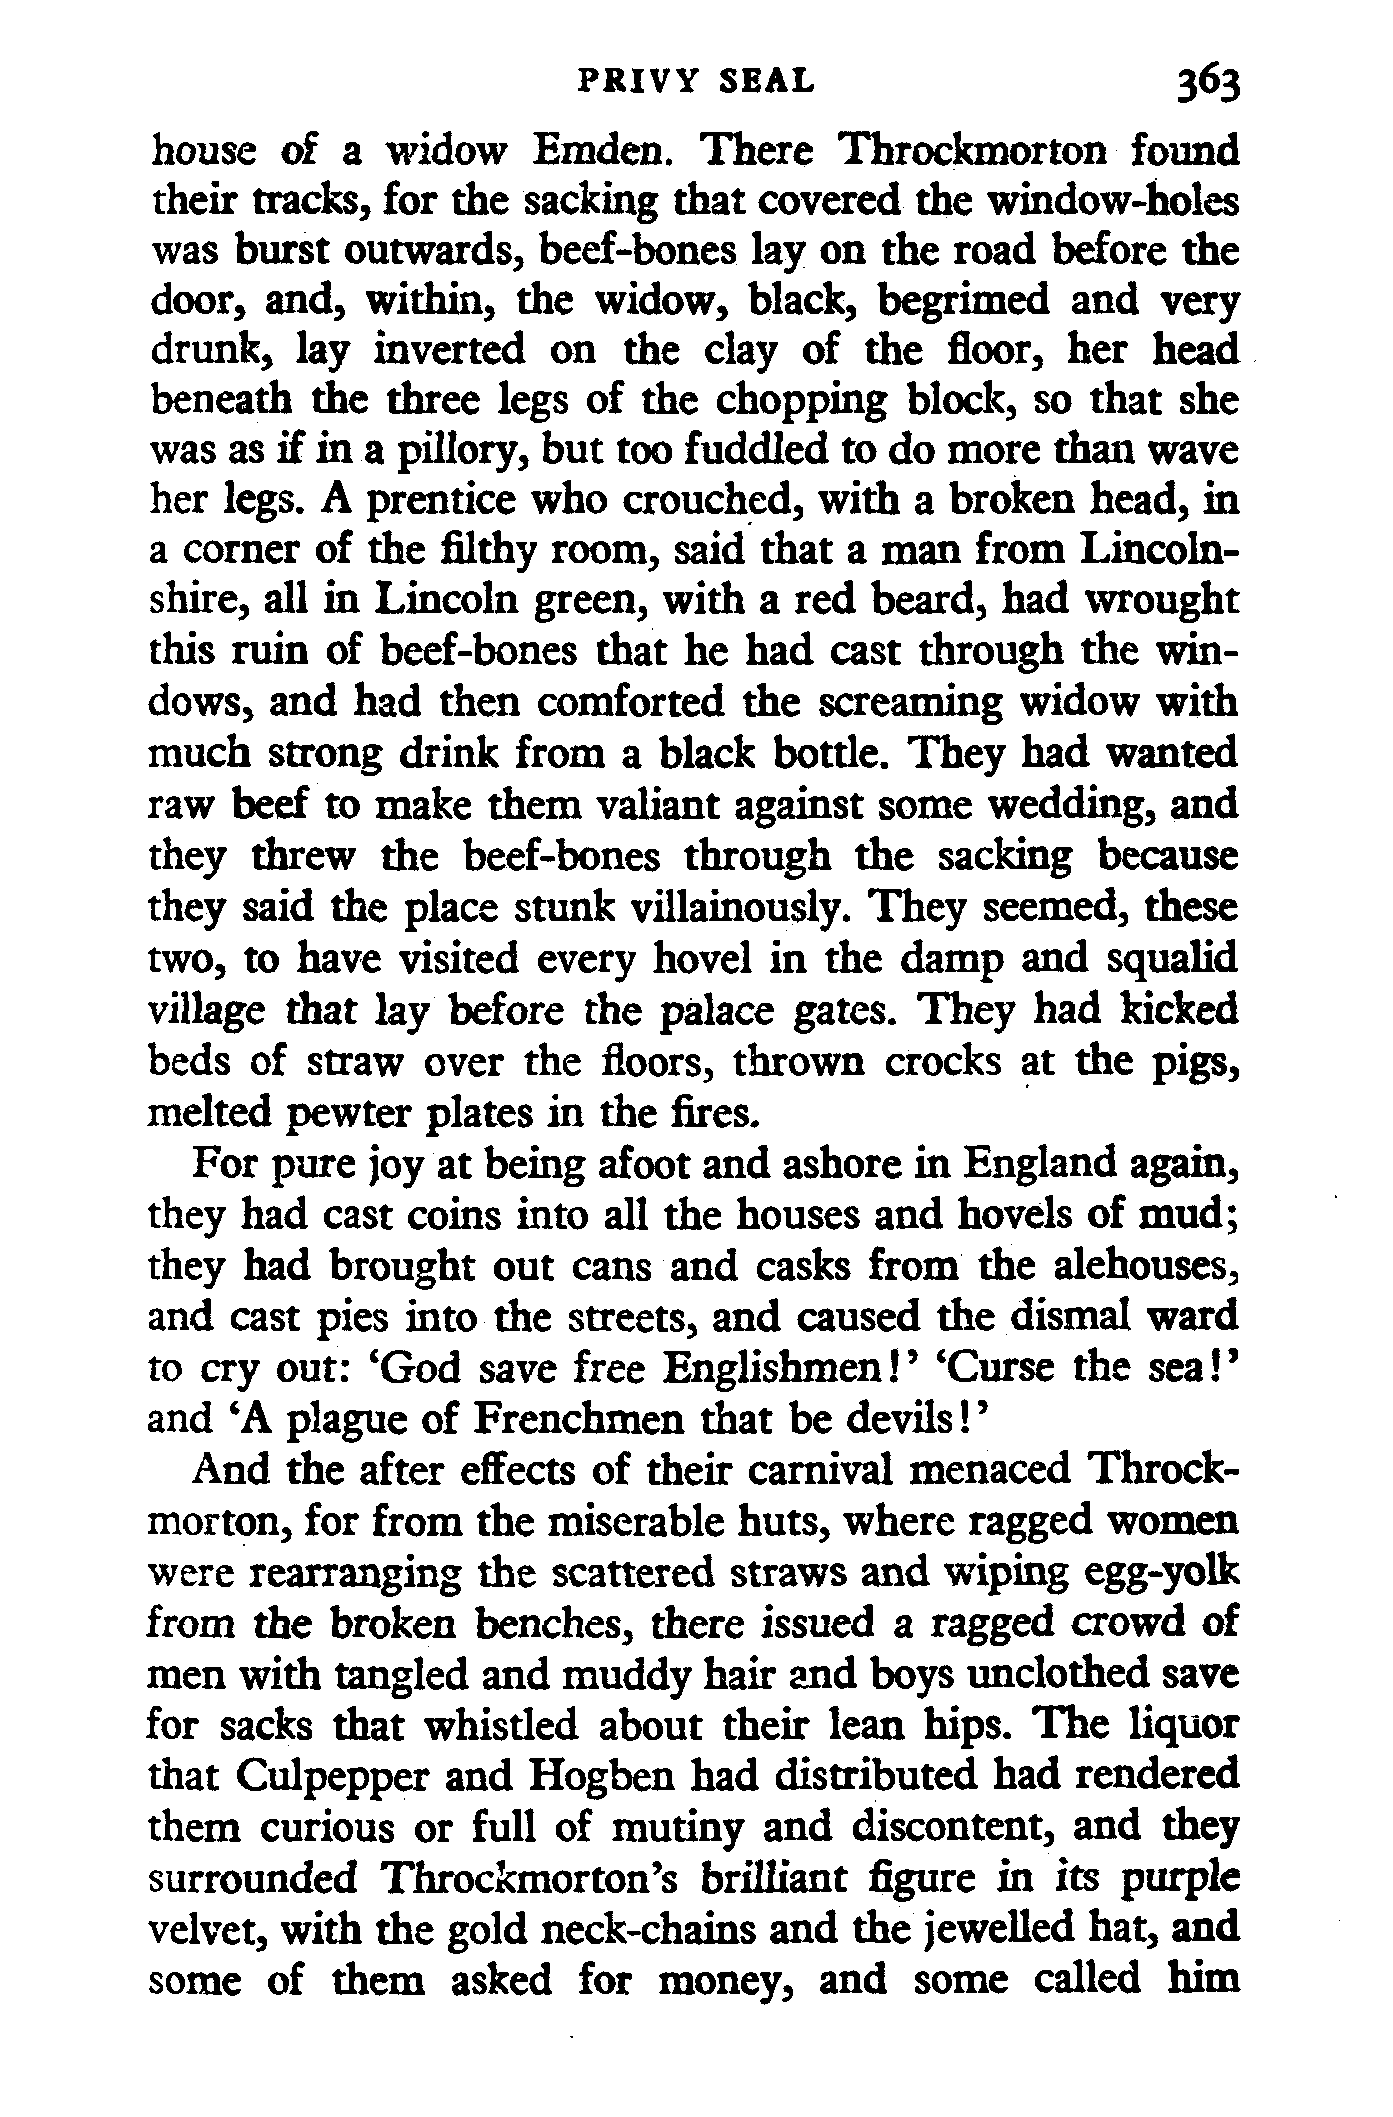 PRIVY SEAL 363
house of a widow Emden. There Throckmorton found
their tracks, for the sacking that covered the window-holes
was burst outwards, beef-bones lay on the road before the
door, and, within, the widow, black, begrimed and very
drunk, lay inverted on the clay of the floor, her head
beneath the three legs of the chopping block, so that she
was as if in a pillory, but too fuddled to do more than wave
her legs. A prentice who crouched, with a broken head, in
a corner of the filthy room, said that a man from Lincoln-
shire, all in Lincoln green, with a red beard, had wrought
this ruin of beef-bones that he had cast through the win-
dows, and had then comforted the screaming widow with
much strong drink from a black bottle. They had wanted
raw beef to make them valiant against some wedding, and
they threw the beef-bones through the sacking because
they said the place stunk villainously. They seemed, these
two, to have visited every hovel in the damp and squalid
village that lay before the palace gates. They had kicked
beds of straw over the floors, thrown crocks at the pigs,
melted pewter plates in the fires.
For pure joy at being afoot and ashore in England again,
they had cast coins into all the houses and hovels of mud;
they had brought out cans and casks from the alehouses,
and cast pies into the streets, and caused the dismal ward
to cry out: ‘God save free Englishmen!’ ‘Curse the sea!’
and ‘A plague of Frenchmen that be devils!’
And the after effects of their carnival menaced Throck-
morton, for from the miserable huts, where ragged women
were rearranging the scattered straws and wiping egg-yolk
from the broken benches, there issued a ragged crowd of
men with tangled and muddy hair and boys unclothed save
for sacks that whistled about their lean hips. The liquor
that Culpepper and Hogben had distributed had rendered
them curious or full of mutiny and discontent, and they
surrounded Throckmorton’s brilliant figure in its purple
velvet, with the gold neck-chains and the jewelled hat, and
some of them asked for money, and some called him